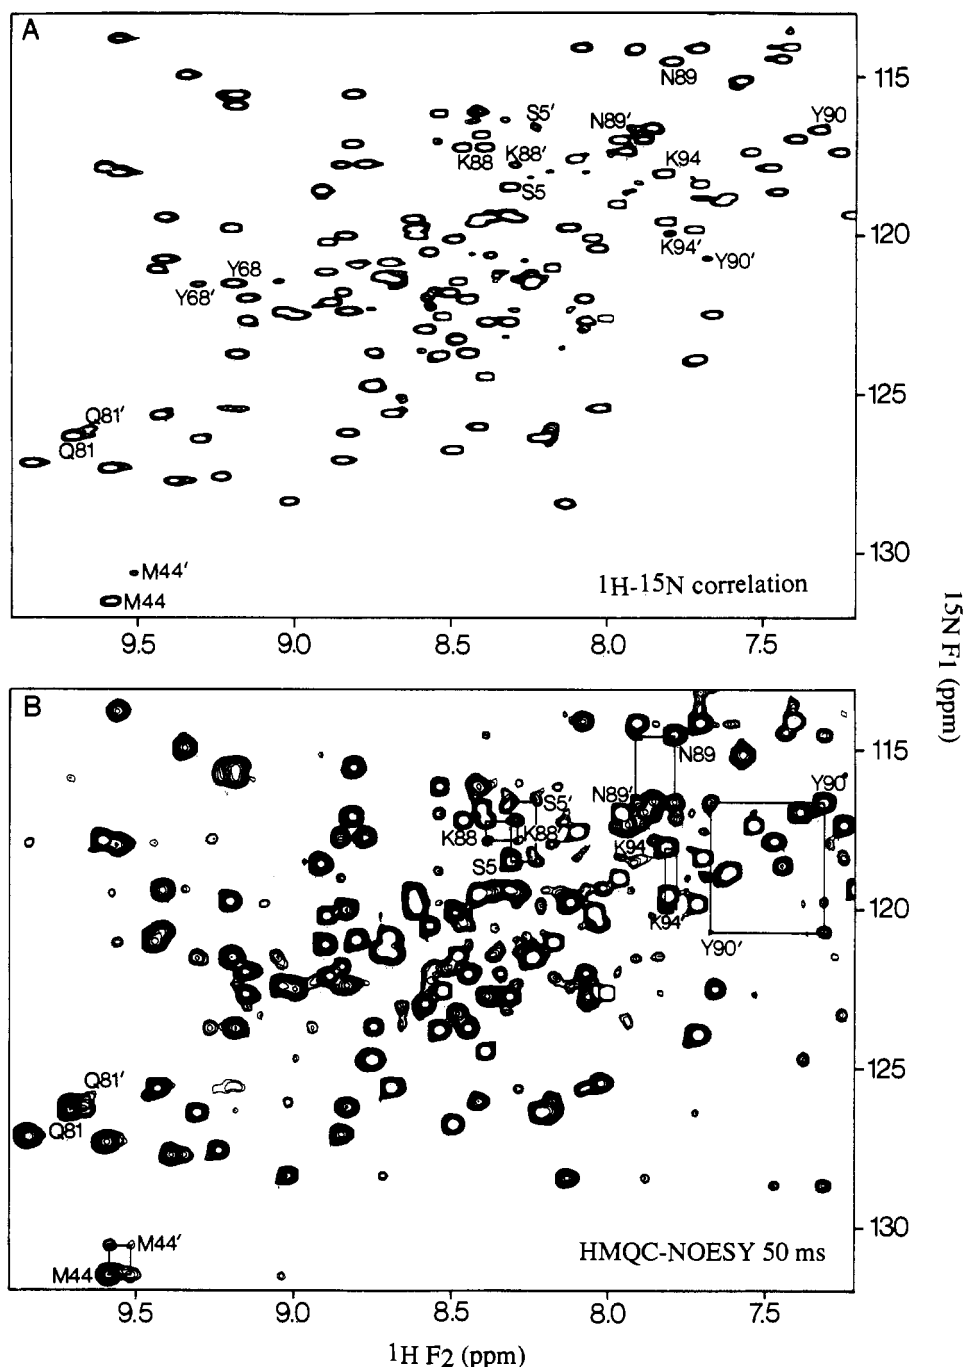 A
N89
115
S5'
N89'
Y90
K88
K88'
K94
S5
120
K94'
Y68
Y68'
Y90'
125
Q81'
Q81
130
M44'
M44
¹H-¹⁵N correlation
9.5 9.0 8.5 8.0 7.5
¹⁵N F1 (ppm)
B
115
N89
S5'
N89'
Y90
K88
K88'
K94
S5
120
K94'
Y90'
125
Q81'
Q81
130
M44'
M44
HMQC-NOESY 50 ms
9.5 9.0 8.5 8.0 7.5
¹H F2 (ppm)